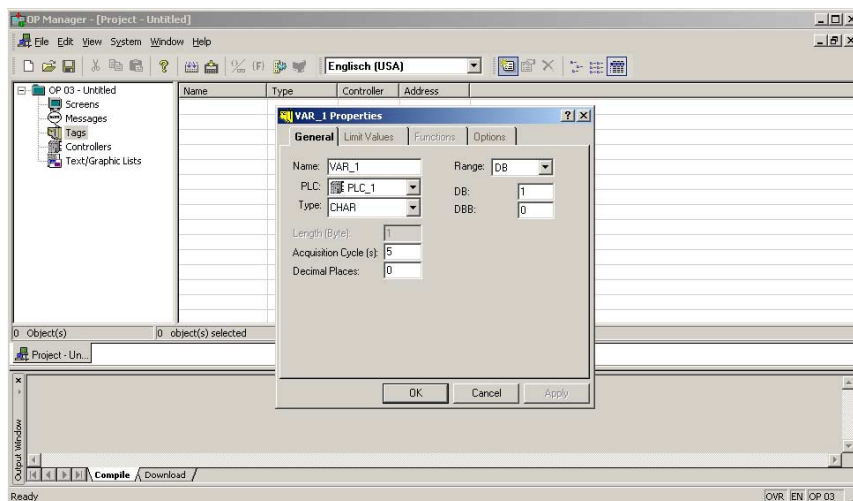 OP Manager - [Project - Untitled]
File Edit View System Window Help
Englisch (USA)
OP 03 - Untitled
Screens
Messages
Tags
Controllers
Text/Graphic Lists
Name Type Controller Address
VAR_1 Properties
General Limit Values Functions Options
Name: VAR_1
Range: DB
PLC: PLC_1
DB: 1
Type: CHAR
DBB: 0
Length (Byte): 1
Acquisition Cycle (s): 5
Decimal Places: 0
OK Cancel Apply
0 Object(s) 0 object(s) selected
Project - Un...
Output Window
Compile Download
Ready OVR EN OP 03